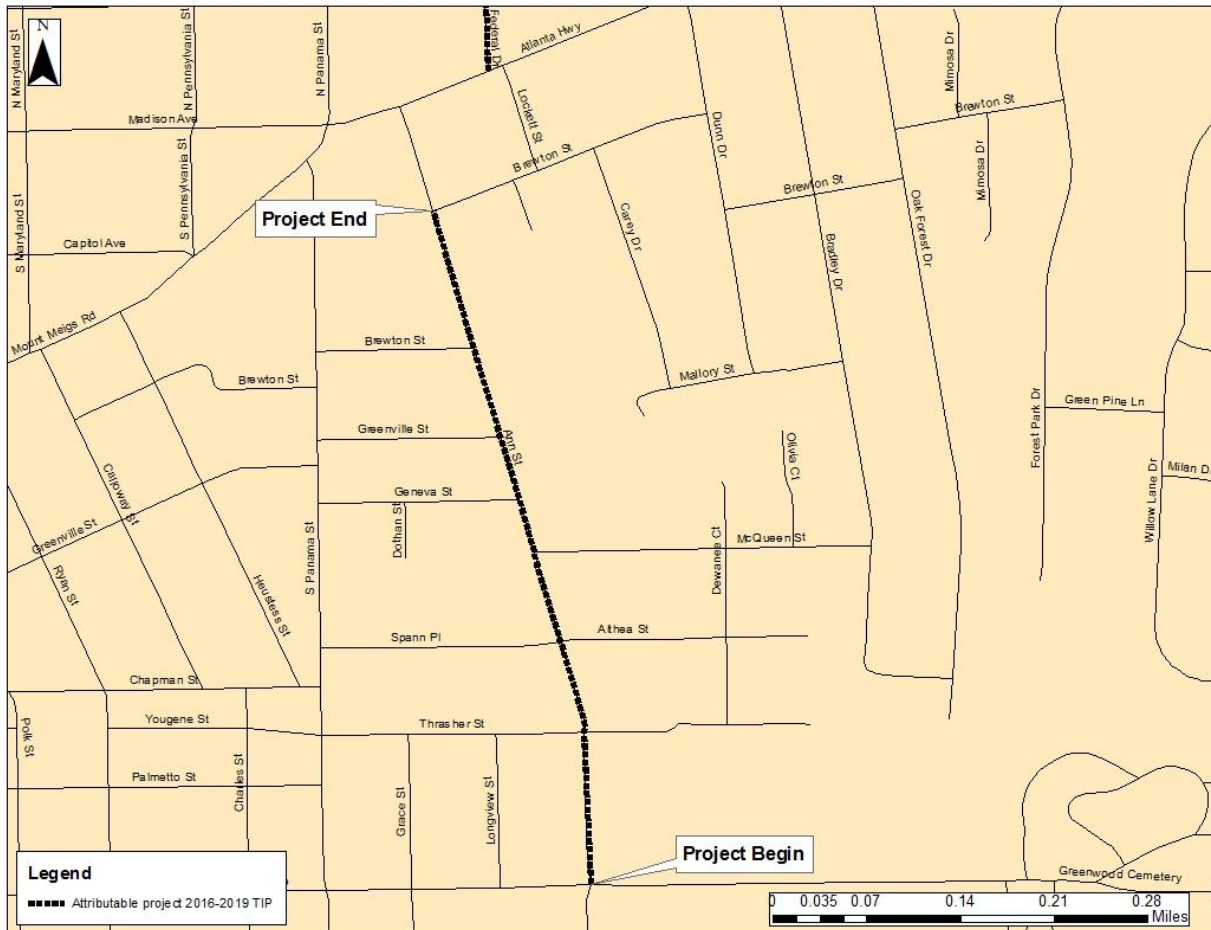 N
N Maryland St
N Pennsylvania St
N Panama St
Federal Dr
Atlanta Hwy
Mimosa Dr
Madison Ave
Lockett St
Brewton St
Dunn Dr
Brewton St
Mimosa Dr
S Maryland St
S Pennsylvania St
Project End
Capitol Ave
Carey Dr
Brewton St
Bradley Dr
Oak Forest Dr
Mount Meigs Rd
Brewton St
Brewton St
Mallory St
Forest Park Dr
Green Pine Ln
Greenville St
Ann St
Olivia Ct
Calloway St
Geneva St
Willow Lane Dr
Milan D
Greenville St
Dothan St
S Panama St
McQueen St
Dewanee Ct
Ryan St
Heustess St
Spann Pl
Althea St
Chapman St
Yougene St
Thrasher St
Polk St
Palmetto St
Charles St
Grace St
Longview St
Project Begin
Greenwood Cemetery
Legend
Attributable project 2016-2019 TIP
0 0.035 0.07 0.14 0.21 0.28
Miles